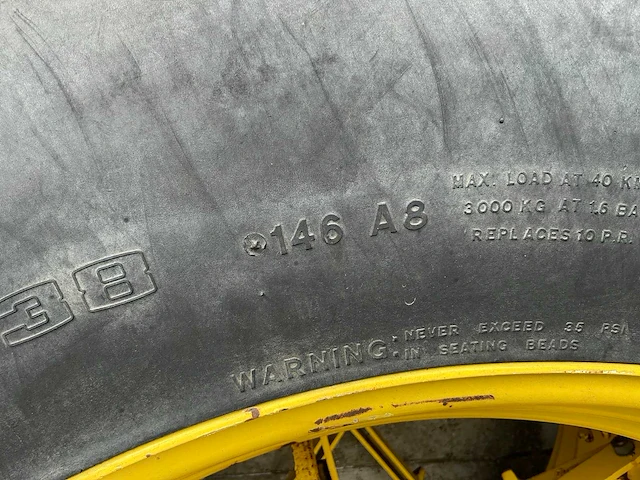 MAX. LOAD AT 40 K
3000 KG AT 1.6 BA
REPLACES 10 P.R.
146 A8
38
WARNING: NEVER EXCEED 35 PSI
IN SEATING BEADS